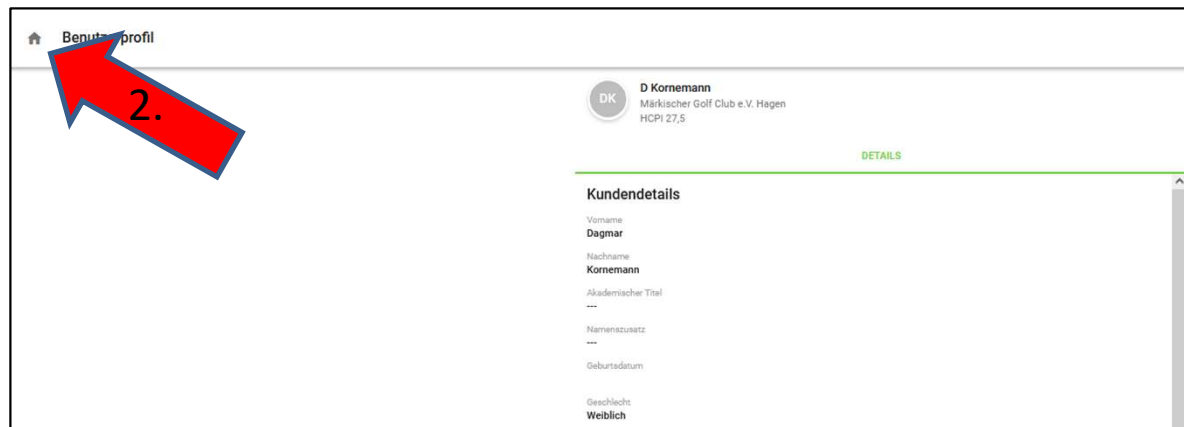 Benutzerprofil
2.
DK
D Kornemann
Märkischer Golf Club e.V. Hagen
HCPI 27,5
DETAILS
Kundendetails
Vorname
Dagmar
Nachname
Kornemann
Akademischer Titel
---
Namenszusatz
---
Geburtsdatum
Geschlecht
Weiblich